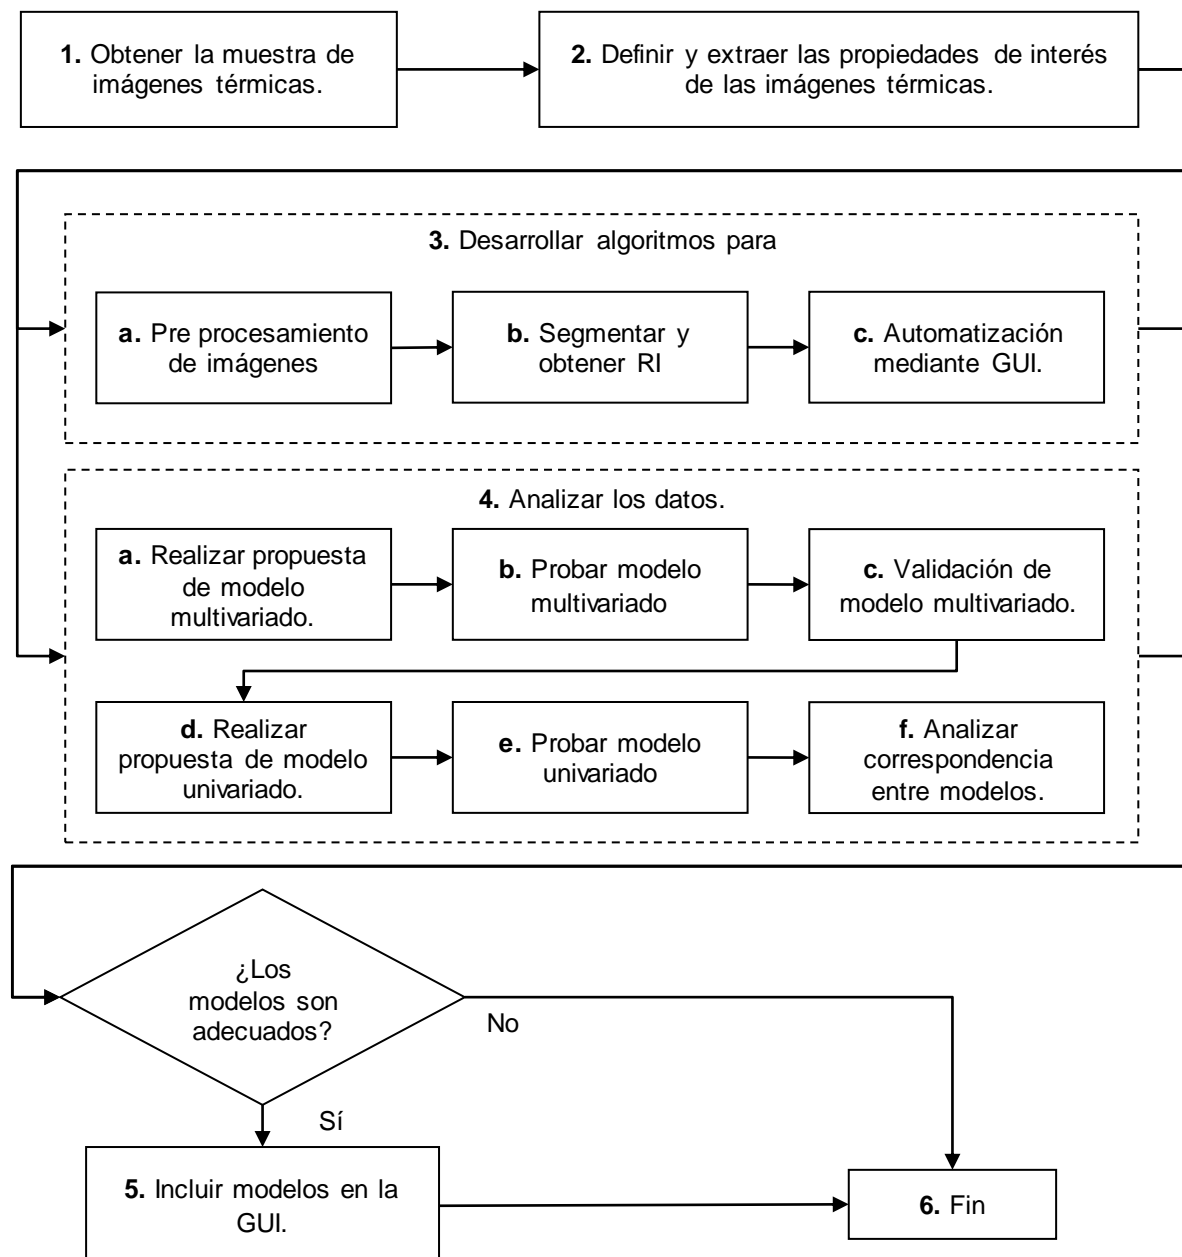 1. Obtener la muestra de
imágenes térmicas.
2. Definir y extraer las propiedades de interés
de las imágenes térmicas.
3. Desarrollar algoritmos para
a. Pre procesamiento
de imágenes
b. Segmentar y
obtener RI
c. Automatización
mediante GUI.
4. Analizar los datos.
a. Realizar propuesta
de modelo
multivariado.
b. Probar modelo
multivariado
c. Validación de
modelo multivariado.
d. Realizar
propuesta de modelo
univariado.
e. Probar modelo
univariado
f. Analizar
correspondencia
entre modelos.
¿Los
modelos son
adecuados?
No
Sí
5. Incluir modelos en la
GUI.
6. Fin